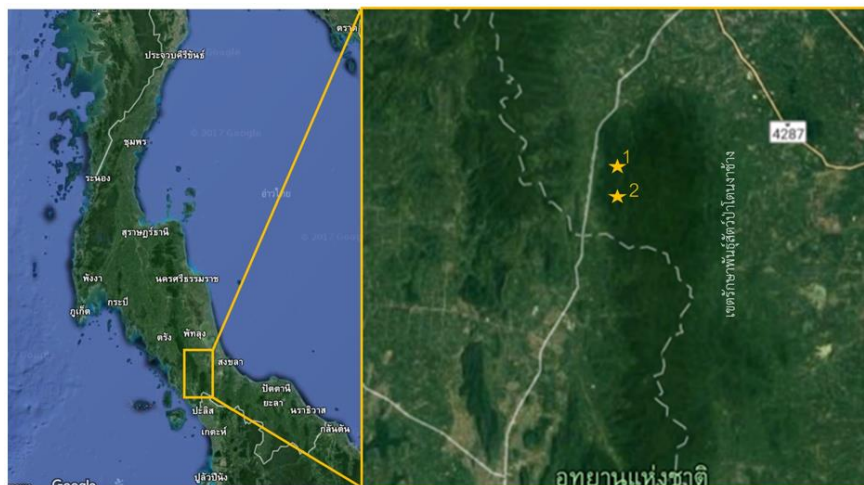 ตราด
ประจวบคีรีขันธ์
© 2017 Google
ชุมพร
ระนอง
อ่าวไทย
สุราษฎร์ธานี
พังงา
นครศรีธรรมราช
กระบี่
ภูเก็ต
ตรัง
พัทลุง
สงขลา
ปัตตานี
ยะลา
นราธิวาส
ปะลิส
เกดะห์
กลันตัน
ปูเลาปีนัง
Google
4287
1
2
เขตรักษาพันธุ์สัตว์ป่าโตนงาช้าง
อุทยานแห่งชาติ